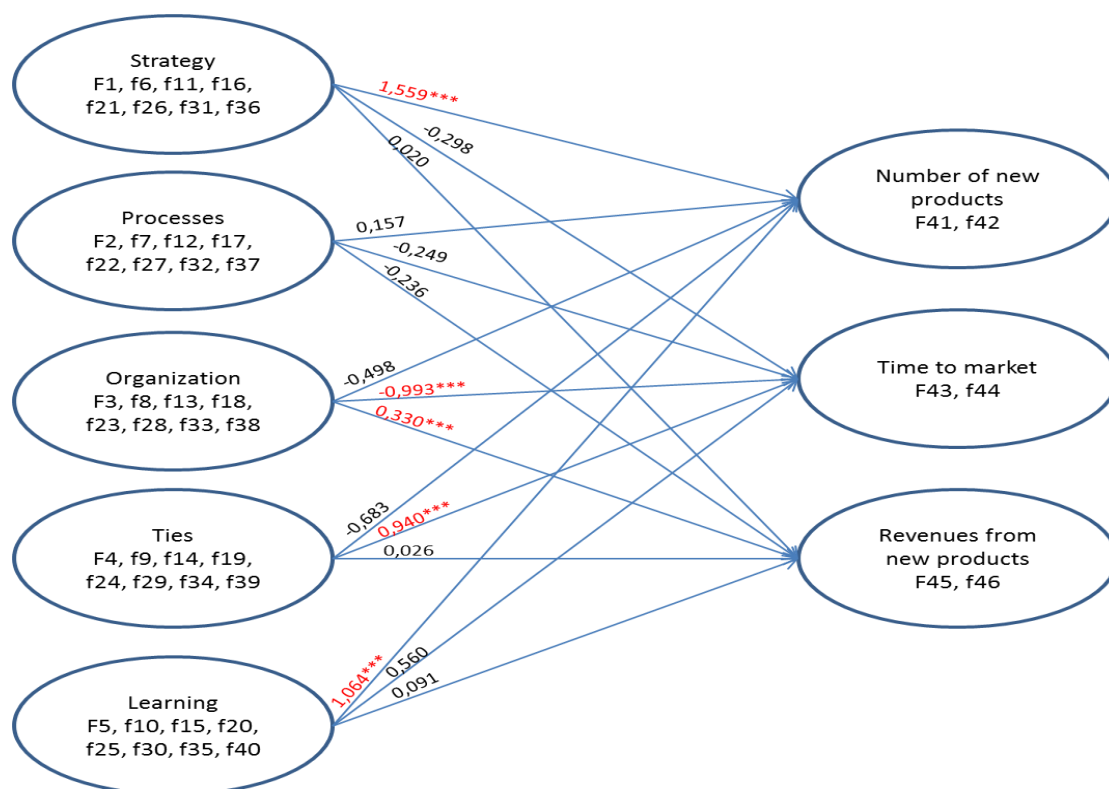 Strategy
F1, f6, f11, f16,
f21, f26, f31, f36
1,559***
-0,298
0,020
Processes
F2, f7, f12, f17,
f22, f27, f32, f37
0,157
-0,249
-0,236
Organization
F3, f8, f13, f18,
f23, f28, f33, f38
-0,498
-0,993***
0,330***
Ties
F4, f9, f14, f19,
f24, f29, f34, f39
-0,683
0,940***
0,026
Learning
F5, f10, f15, f20,
f25, f30, f35, f40
1,064***
0,560
0,091
Number of new
products
F41, f42
Time to market
F43, f44
Revenues from
new products
F45, f46